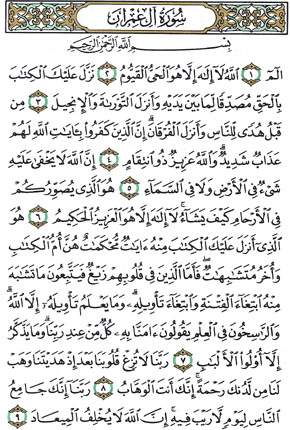 سُورَةُ آلِ عِمْرَانَ
بِسْمِ اللَّهِ الرَّحْمَٰنِ الرَّحِيمِ
الٓمٓ ١ ٱللَّهُ لَآ إِلَٰهَ إِلَّا هُوَ ٱلْحَىُّ ٱلْقَيُّومُ ٢ نَزَّلَ عَلَيْكَ ٱلْكِتَٰبَ
بِٱلْحَقِّ مُصَدِّقًا لِّمَا بَيْنَ يَدَيْهِ وَأَنزَلَ ٱلتَّوْرَىٰةَ وَٱلْإِنجِيلَ ٣ مِن
قَبْلُ هُدًى لِّلنَّاسِ وَأَنزَلَ ٱلْفُرْقَانَ ۗ إِنَّ ٱلَّذِينَ كَفَرُوا۟ بِـَٔايَٰتِ ٱللَّهِ لَهُمْ
عَذَابٌ شَدِيدٌ ۗ وَٱللَّهُ عَزِيزٌ ذُو ٱنتِقَامٍ ٤ إِنَّ ٱللَّهَ لَا يَخْفَىٰ عَلَيْهِ
شَىْءٌ فِى ٱلْأَرْضِ وَلَا فِى ٱلسَّمَآءِ ٥ هُوَ ٱلَّذِى يُصَوِّرُكُمْ
فِى ٱلْأَرْحَامِ كَيْفَ يَشَآءُ ۚ لَآ إِلَٰهَ إِلَّا هُوَ ٱلْعَزِيزُ ٱلْحَكِيمُ ٦ هُوَ
ٱلَّذِىٓ أَنزَلَ عَلَيْكَ ٱلْكِتَٰبَ مِنْهُ ءَايَٰتٌ مُّحْكَمَٰتٌ هُنَّ أُمُّ ٱلْكِتَٰبِ
وَأُخَرُ مُتَشَٰبِهَٰتٌ ۖ فَأَمَّا ٱلَّذِينَ فِى قُلُوبِهِمْ زَيْغٌ فَيَتَّبِعُونَ مَا تَشَٰبَهَ
مِنْهُ ٱبْتِغَآءَ ٱلْفِتْنَةِ وَٱبْتِغَآءَ تَأْوِيلِهِۦ ۗ وَمَا يَعْلَمُ تَأْوِيلَهُۥٓ إِلَّا ٱللَّهُ ۗ
وَٱلرَّٰسِخُونَ فِى ٱلْعِلْمِ يَقُولُونَ ءَامَنَّا بِهِۦ كُلٌّ مِّنْ عِندِ رَبِّنَا ۗ وَمَا يَذَّكَّرُ
إِلَّآ أُو۟لُوا۟ ٱلْأَلْبَٰبِ ٧ رَبَّنَا لَا تُزِغْ قُلُوبَنَا بَعْدَ إِذْ هَدَيْتَنَا وَهَبْ
لَنَا مِن لَّدُنكَ رَحْمَةً ۚ إِنَّكَ أَنتَ ٱلْوَهَّابُ ٨ رَبَّنَآ إِنَّكَ جَامِعُ
ٱلنَّاسِ لِيَوْمٍ لَّا رَيْبَ فِيهِ ۚ إِنَّ ٱللَّهَ لَا يُخْلِفُ ٱلْمِيعَادَ ٩